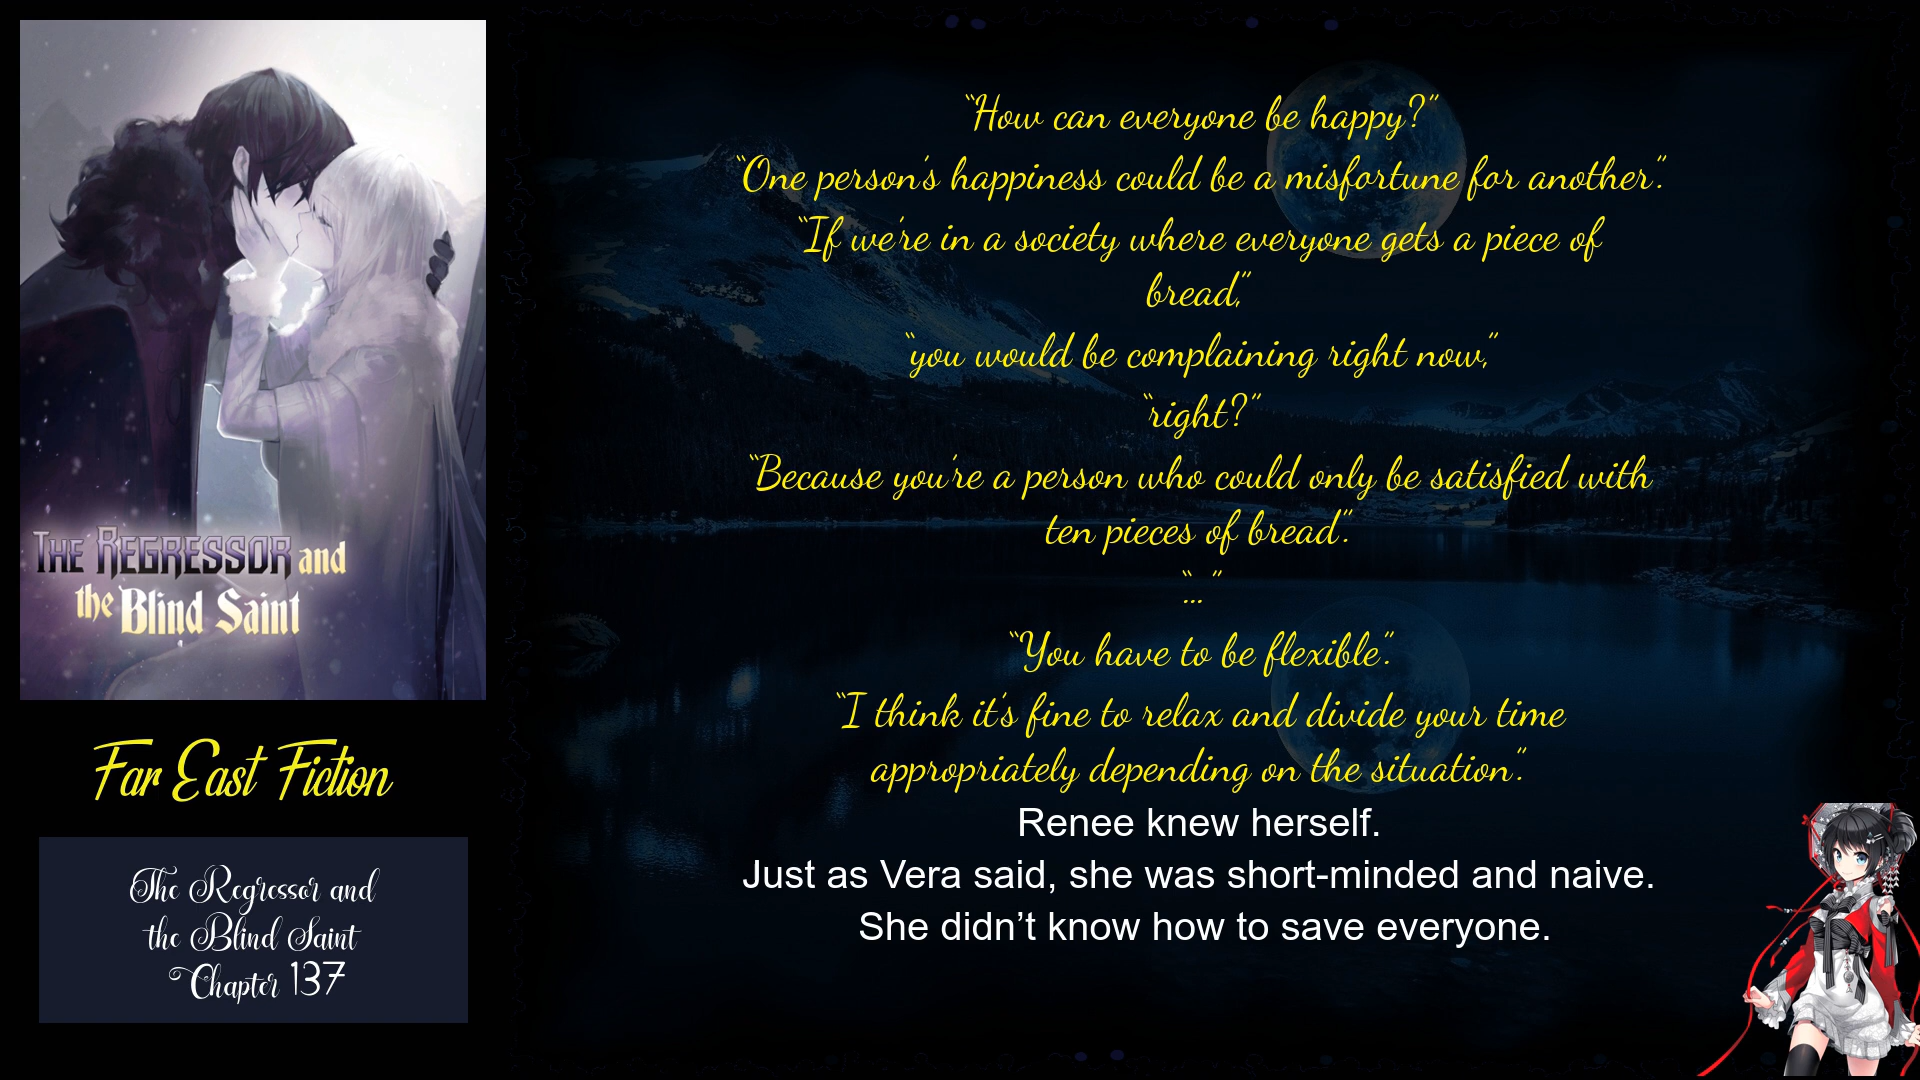 THE REGRESSOR and
the Blind Saint
Far East Fiction
The Regressor and
the Blind Saint
Chapter 137
“How can everyone be happy?”
“One person’s happiness could be a misfortune for another.”
“If we’re in a society where everyone gets a piece of
bread,”
“you would be complaining right now,”
“right?”
“Because you’re a person who could only be satisfied with
ten pieces of bread.”
“…”
“You have to be flexible.”
“I think it’s fine to relax and divide your time
appropriately depending on the situation.”
Renee knew herself.
Just as Vera said, she was short-minded and naive.
She didn’t know how to save everyone.